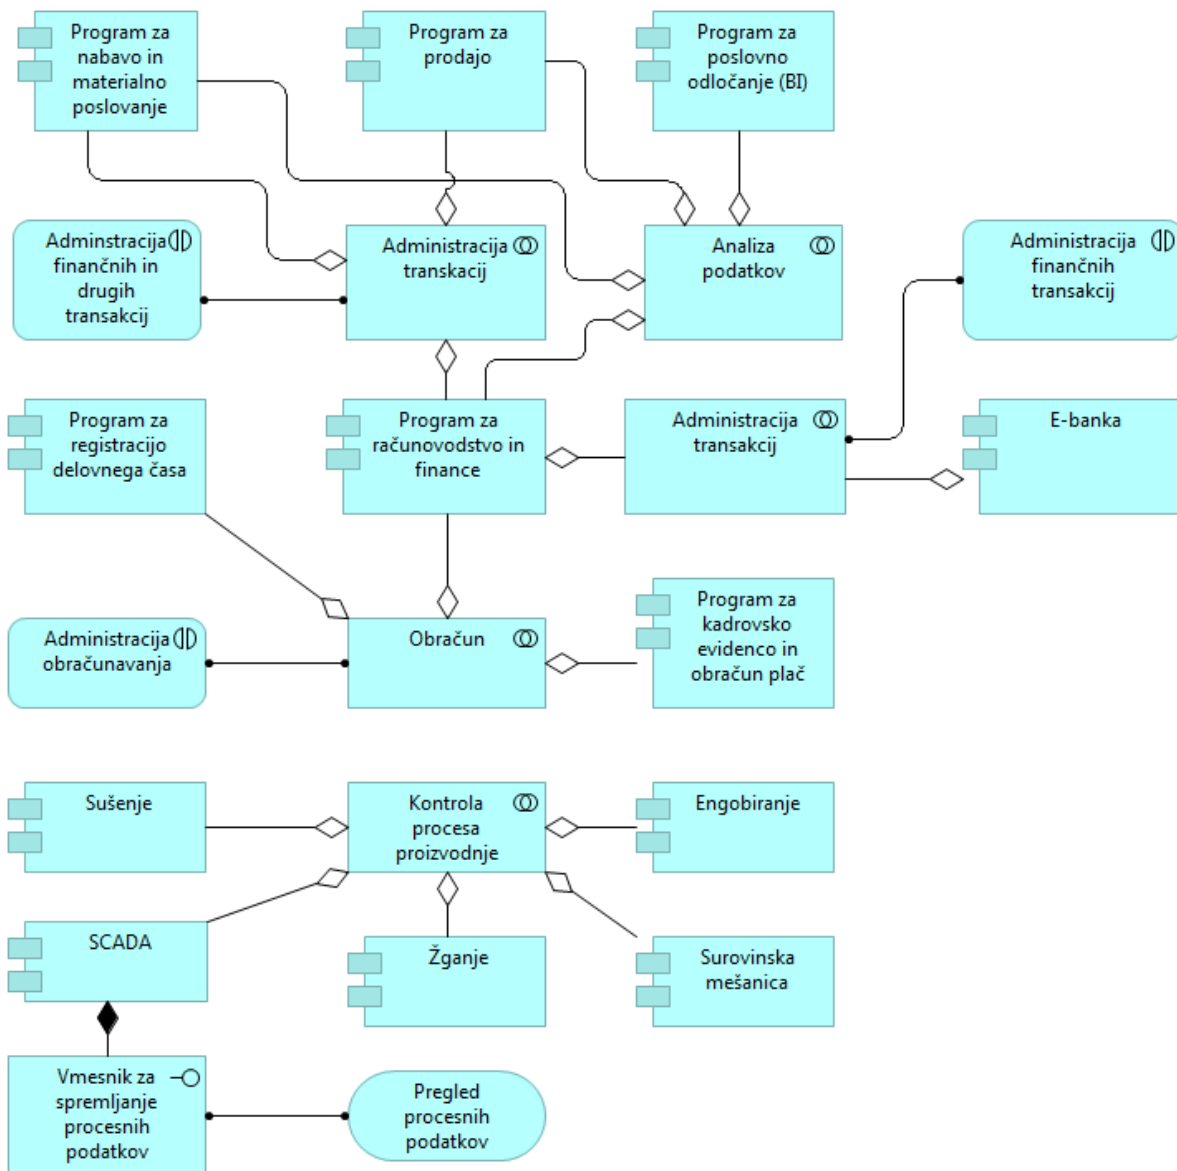 Program za
nabavo in
materialno
poslovanje
Program za
prodajo
Program za
poslovno
odločanje (BI)
Adminstracija
finančnih in
drugih
transakcij
Administracija
transkacij
Analiza
podatkov
Administracija
finančnih
transakcij
Program za
registracijo
delovnega časa
Program za
računovodstvo in
finance
Administracija
transakcij
E-banka
Administracija
obračunavanja
Obračun
Program za
kadrovsko
evidenco in
obračun plač
Sušenje
Kontrola
procesa
proizvodnje
Engobiranje
SCADA
Žganje
Surovinska
mešanica
Vmesnik za
spremljanje
procesnih
podatkov
Pregled
procesnih
podatkov